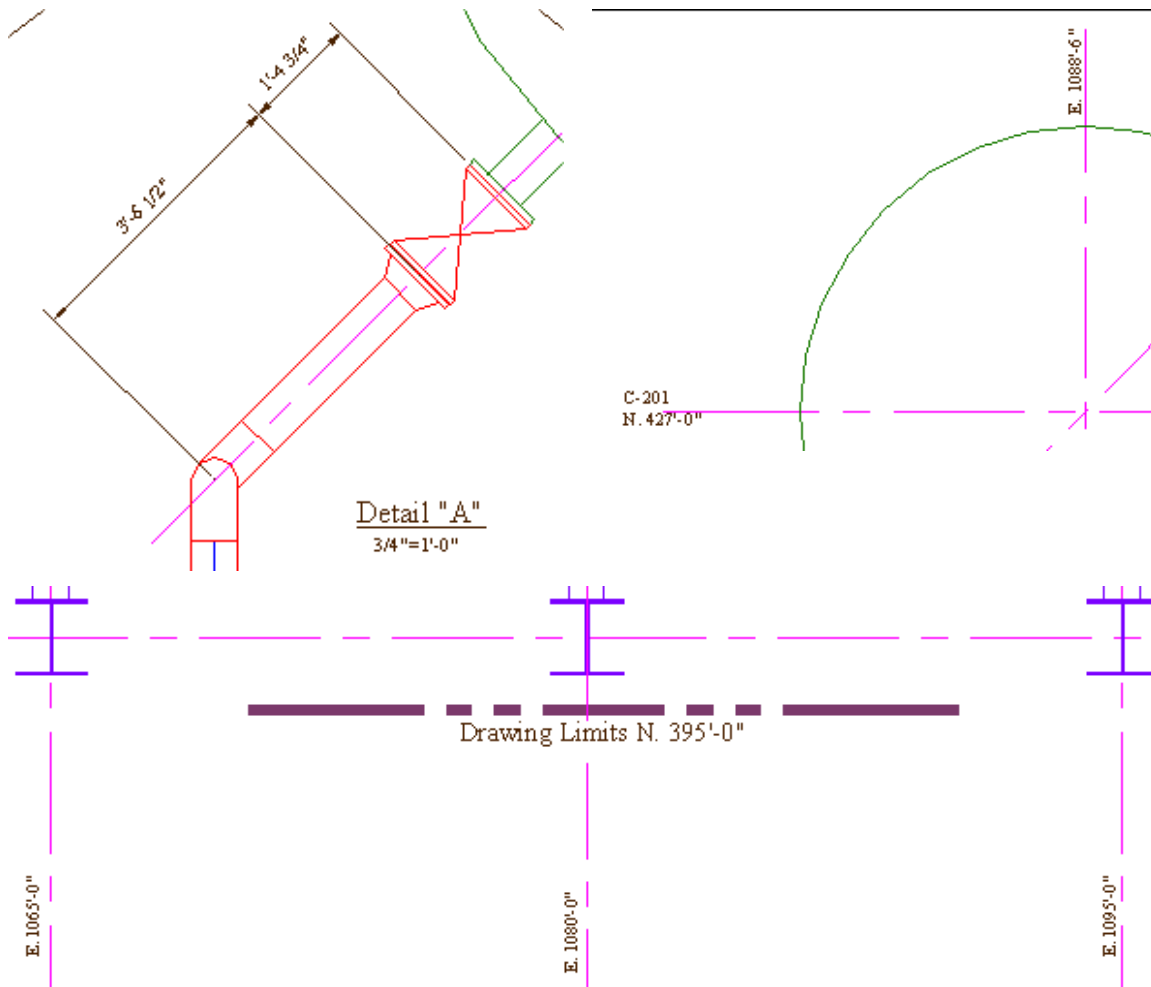 1'-4 3/4"
3'-6 1/2"
Detail "A"
3/4"=1'-0"
E. 1088'-6"
C-201
N. 427'-0"
Drawing Limits N. 395'-0"
E. 1065'-0"
E. 1080'-0"
E. 1095'-0"